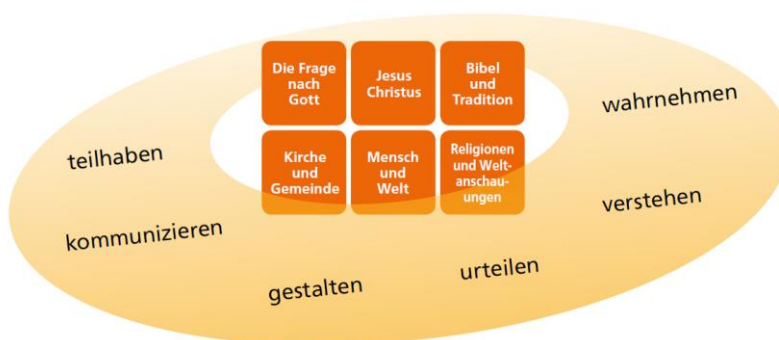 Die Frage
nach
Gott
Jesus
Christus
Bibel
und
Tradition
Kirche
und
Gemeinde
Mensch
und
Welt
Religionen
und Welt-
anschau-
ungen
wahrnehmen
verstehen
urteilen
gestalten
kommunizieren
teilhaben